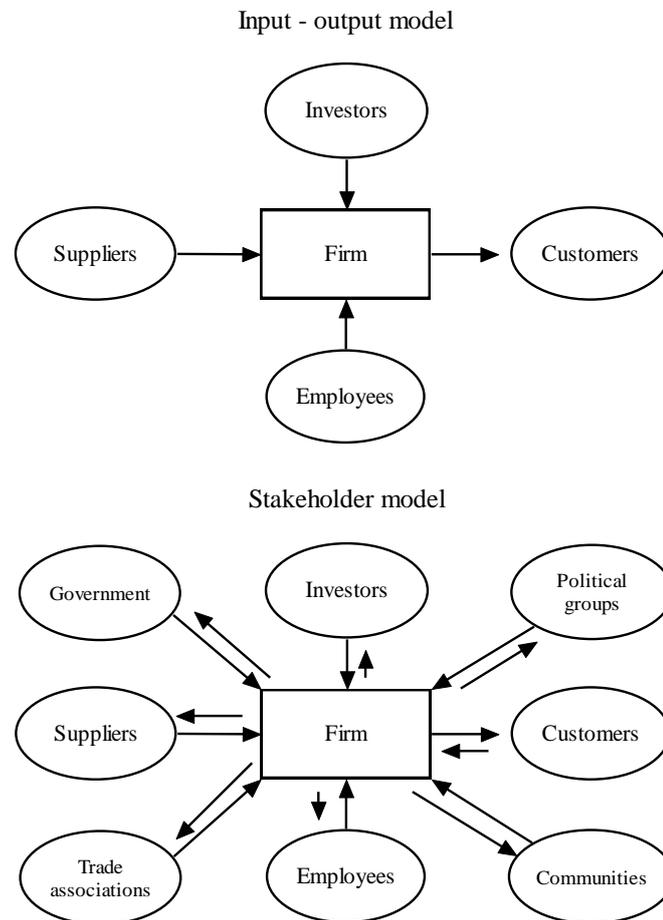 Input - output model
Investors
Suppliers
Firm
Customers
Employees
Stakeholder model
Government
Investors
Political
groups
Suppliers
Firm
Customers
Trade
associations
Employees
Communities